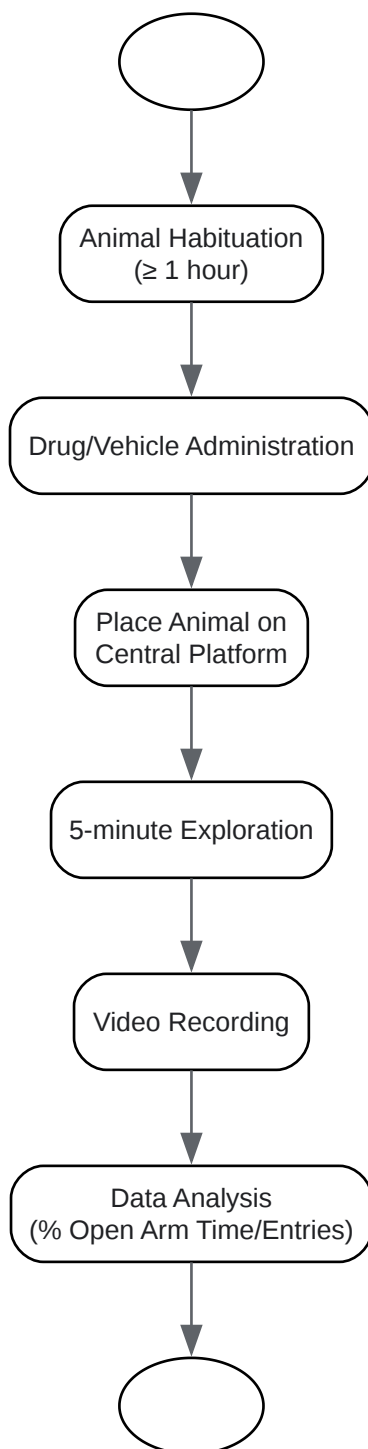 Animal Habituation
(≥ 1 hour)
Drug/Vehicle Administration
Place Animal on
Central Platform
5-minute Exploration
Video Recording
Data Analysis
(% Open Arm Time/Entries)